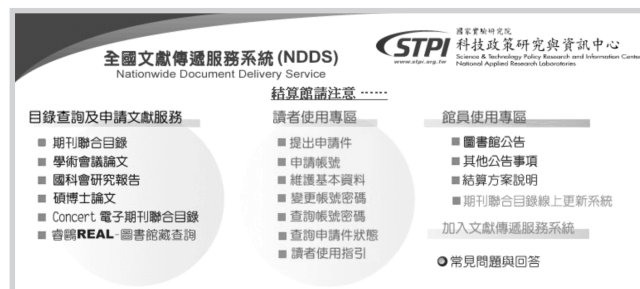 全國文獻傳遞服務系統 (NDDS)
Nationwide Document Delivery Service
STPI
www.stpi.org.tw
國家實驗研究院
科技政策研究與資訊中心
Science & Technology Policy Research and Information Center
National Applied Research Laboratories
結算館請注意 ······
目錄查詢及申請文獻服務
期刊聯合目錄
學術會議論文
國科會研究報告
碩博士論文
Concert 電子期刊聯合目錄
睿鶚REAL-圖書館藏查詢
讀者使用專區
提出申請件
申請帳號
維護基本資料
變更帳號密碼
查詢帳號密碼
查詢申請件狀態
讀者使用指引
館員使用專區
圖書館公告
其他公告事項
結算方案說明
期刊聯合目錄線上更新系統
加入文獻傳遞服務系統
常見問題與回答